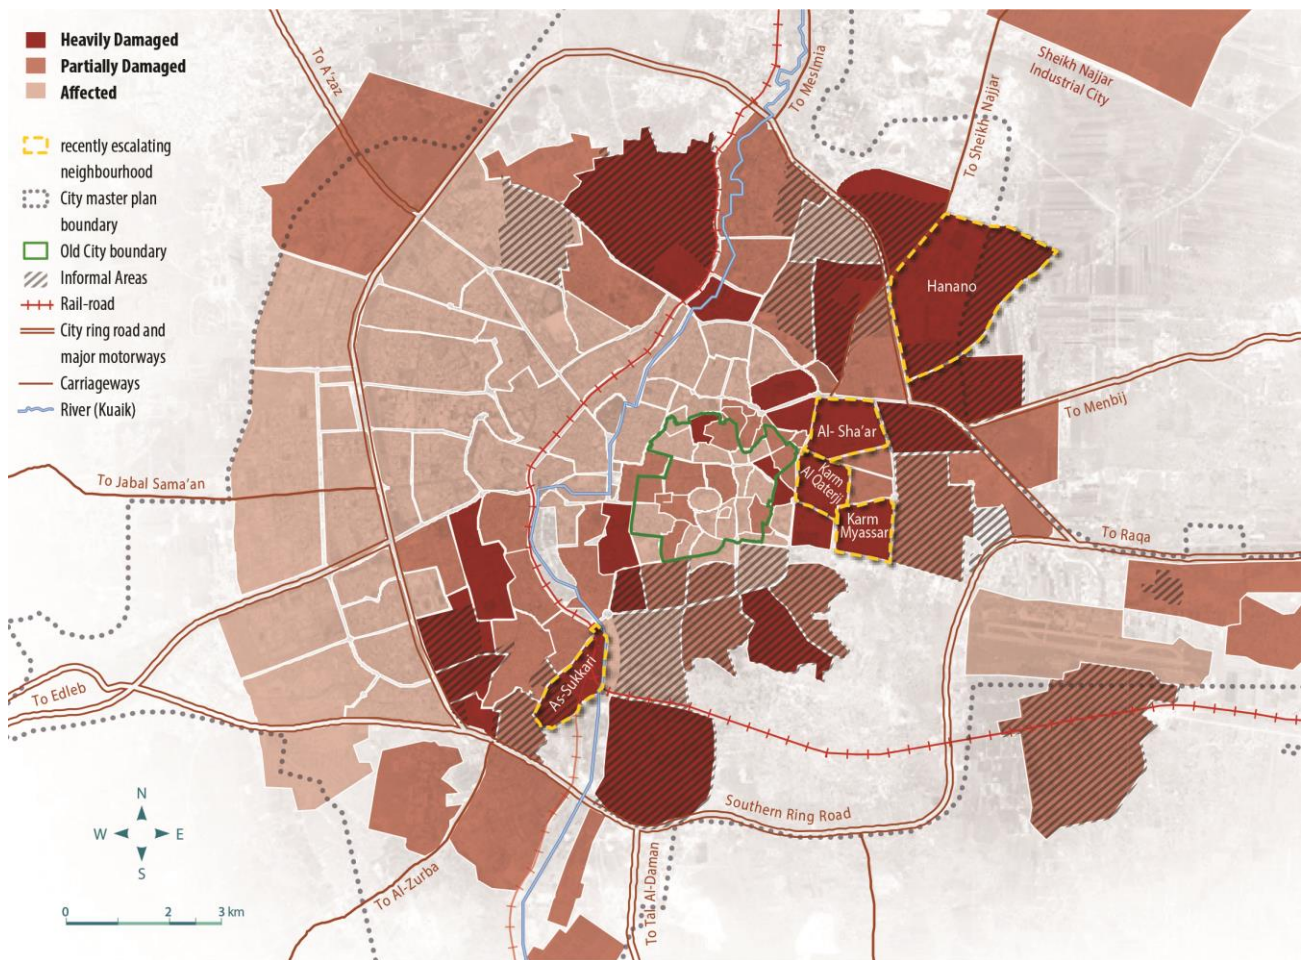 Heavily Damaged
Partially Damaged
Affected
recently escalating
neighbourhood
City master plan
boundary
Old City boundary
Informal Areas
Rail-road
City ring road and
major motorways
Carriageways
River (Kuaik)
To A'zaz
To Meslmia
To Sheikh Najjar
Sheikh Najjar
Industrial City
Hanano
To Menbij
Al- Sha'ar
Karm
Al Qaterji
Karm
Myassar
To Jabal Sama'an
To Raqa
To Edleb
As-Sukkari
Southern Ring Road
To Al-Zurba
To Tall Al-Daman
N
W
E
S
0
2
3 km